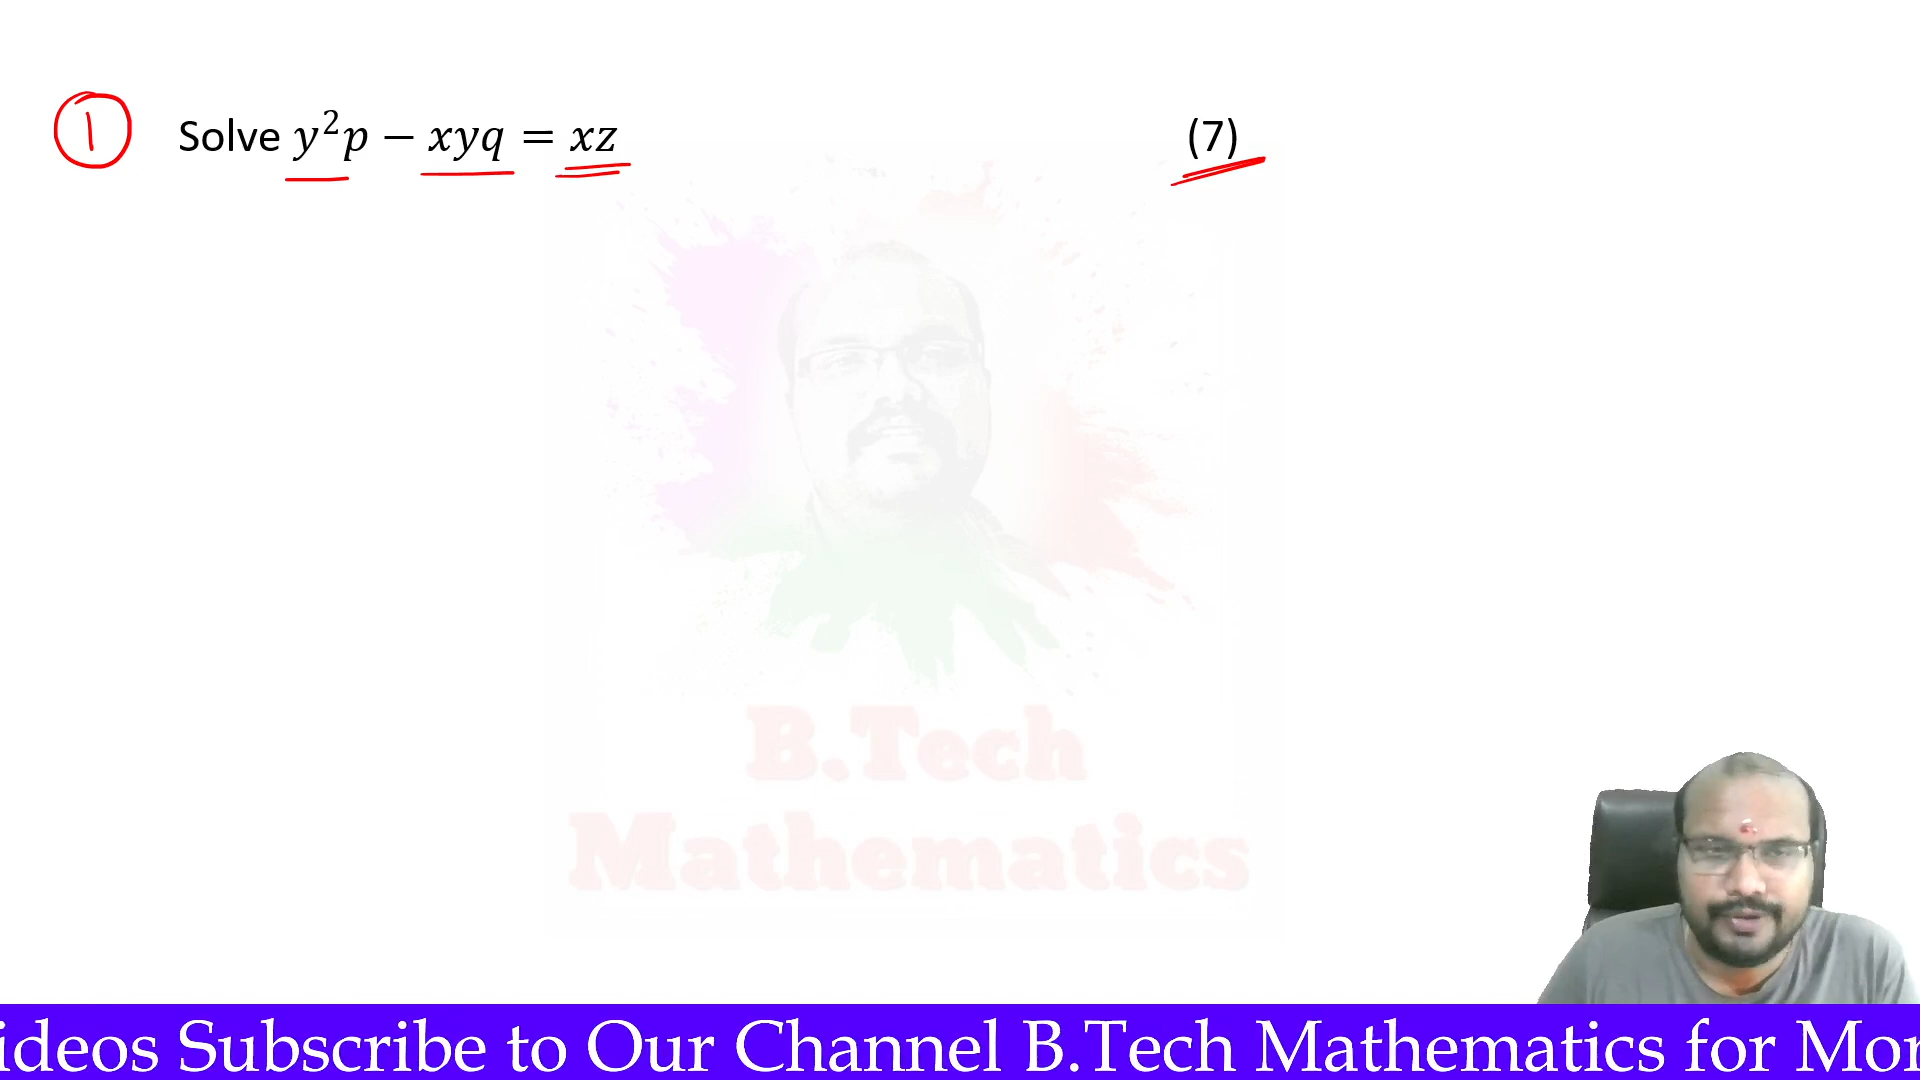 1 Solve y²p − xyq = xz (7)
B.Tech
Mathematics
ideos Subscribe to Our Channel B.Tech Mathematics for Mor